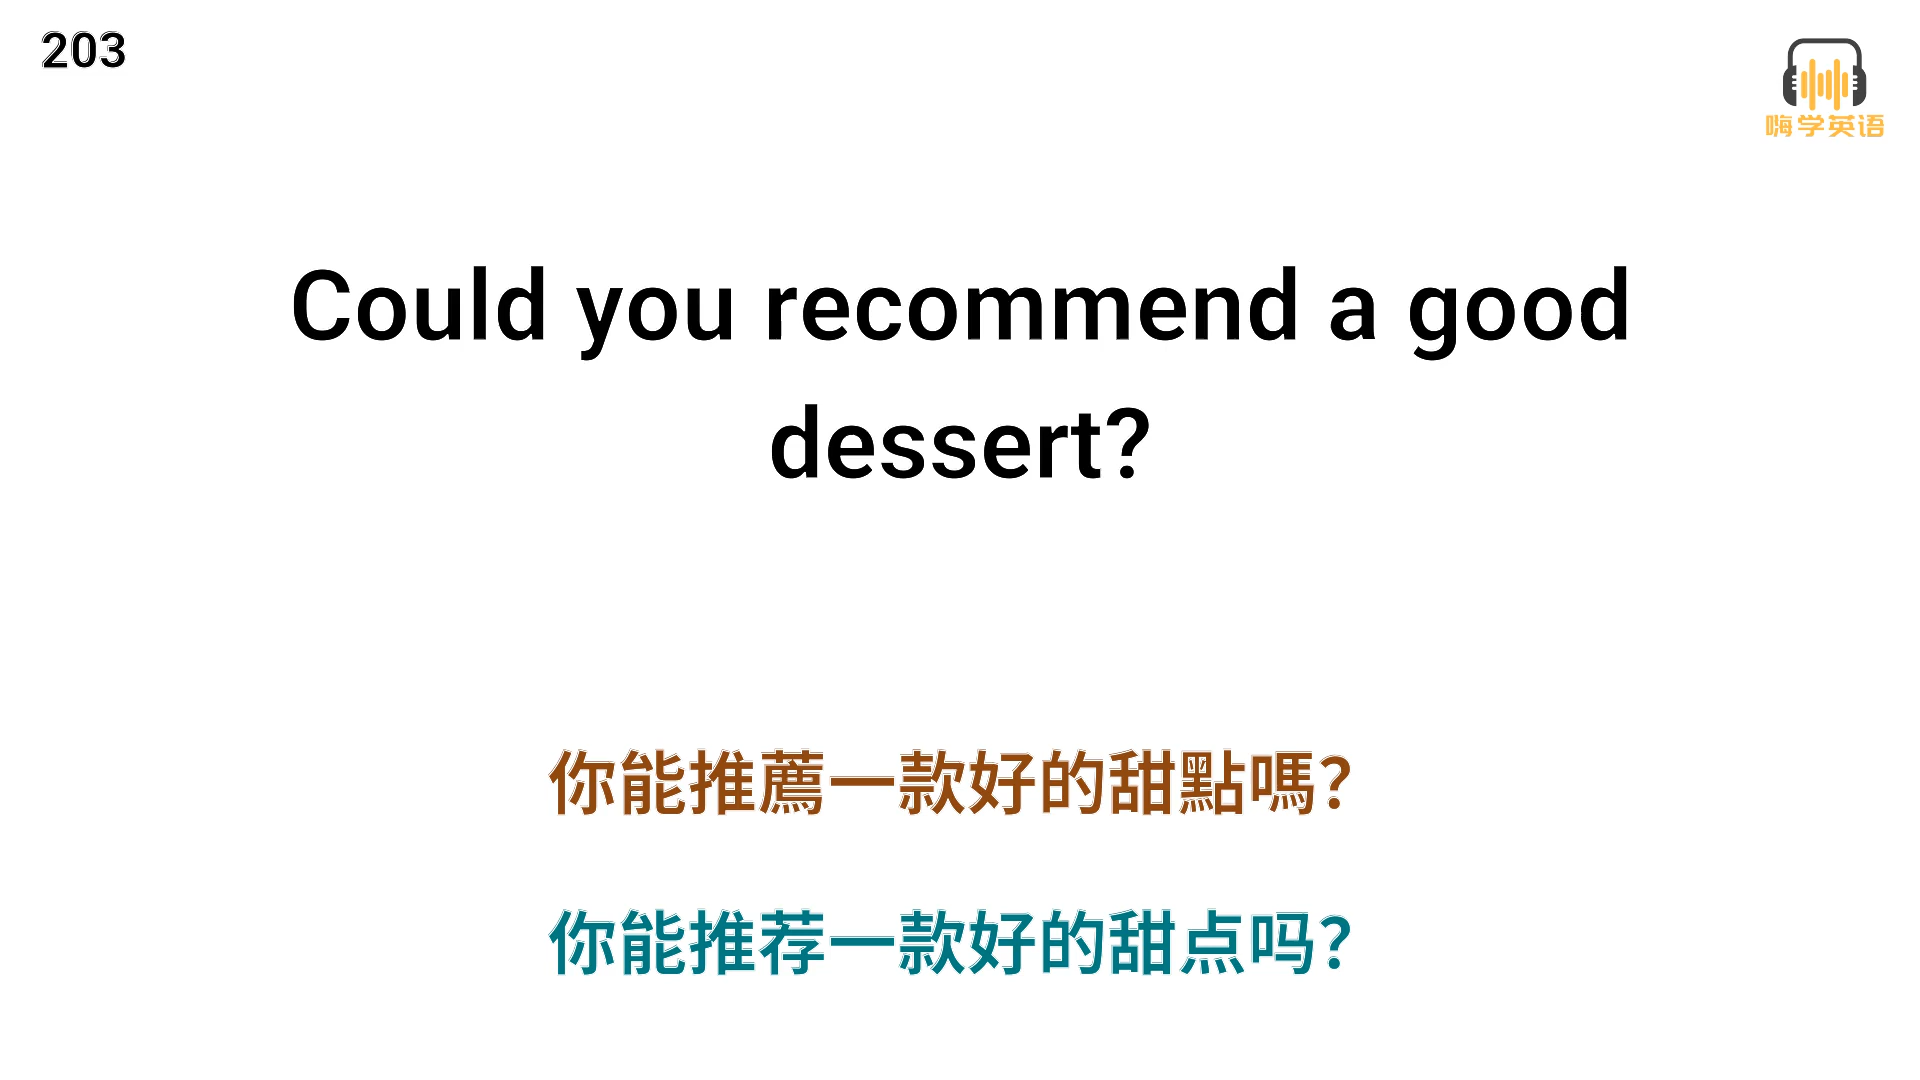 203
嗨学英语
Could you recommend a good
dessert?
你能推薦一款好的甜點嗎?
你能推荐一款好的甜点吗?